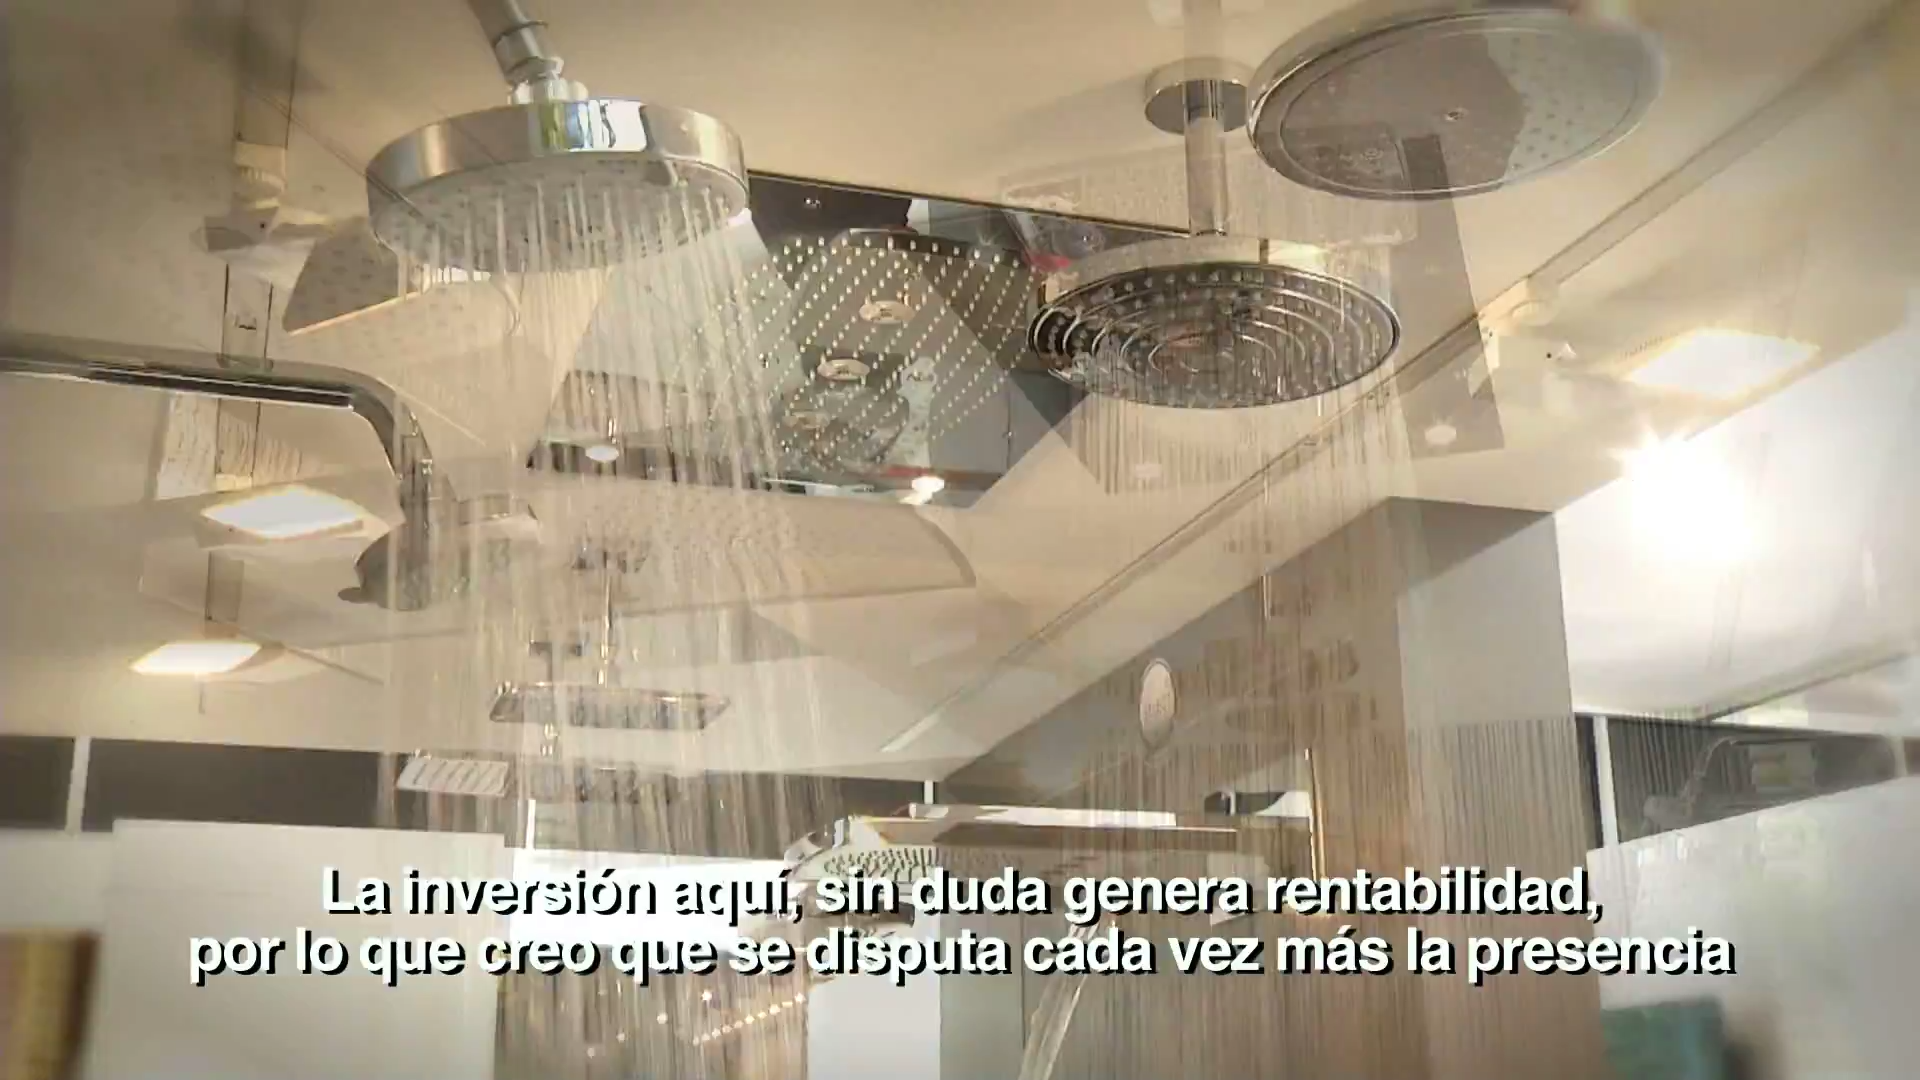 La inversión aquí, sin duda genera rentabilidad,
por lo que creo que se disputa cada vez más la presencia